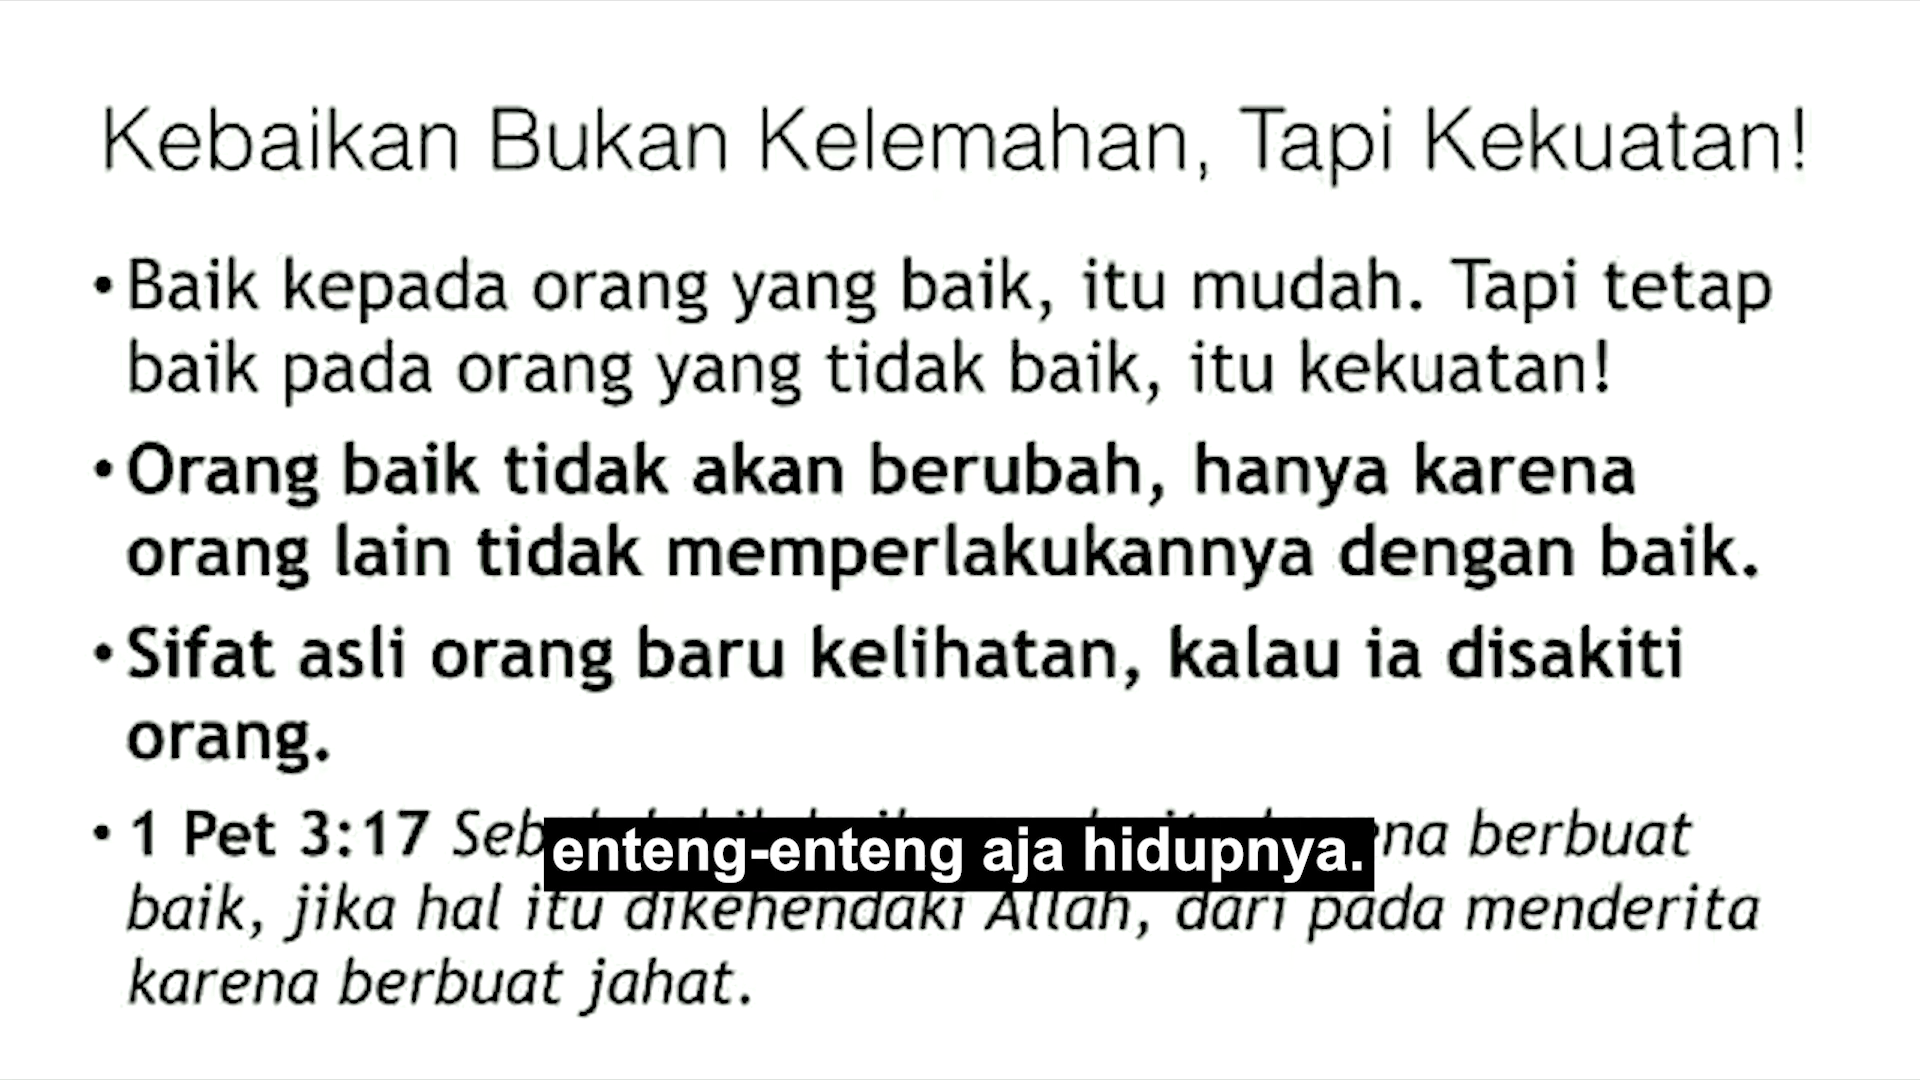 Kebaikan Bukan Kelemahan, Tapi Kekuatan!
• Baik kepada orang yang baik, itu mudah. Tapi tetap
baik pada orang yang tidak baik, itu kekuatan!
• Orang baik tidak akan berubah, hanya karena
orang lain tidak memperlakukannya dengan baik.
• Sifat asli orang baru kelihatan, kalau ia disakiti
orang.
• 1 Pet 3:17 berbuat
enteng-enteng aja hidupnya.
baik, jika hal itu dikehendaki Allah, dari pada menderita
karena berbuat jahat.